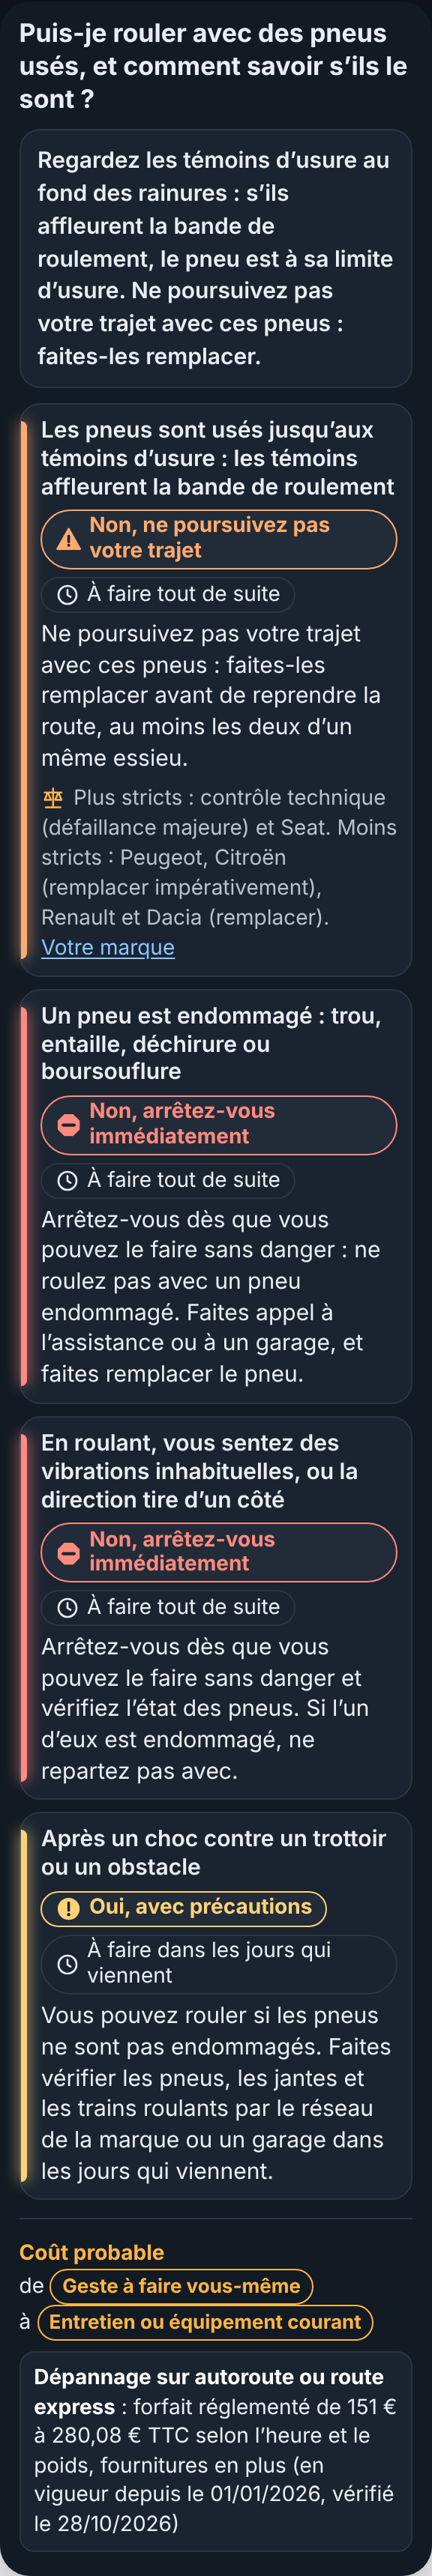 Puis-je rouler avec des pneus
usés, et comment savoir s’ils le
sont ?
Regardez les témoins d’usure au
fond des rainures : s’ils
affleurent la bande de
roulement, le pneu est à sa limite
d’usure. Ne poursuivez pas
votre trajet avec ces pneus :
faites-les remplacer.
Les pneus sont usés jusqu’aux
témoins d’usure : les témoins
affleurent la bande de roulement
Non, ne poursuivez pas
votre trajet
À faire tout de suite
Ne poursuivez pas votre trajet
avec ces pneus : faites-les
remplacer avant de reprendre la
route, au moins les deux d’un
même essieu.
Plus stricts : contrôle technique
(défaillance majeure) et Seat. Moins
stricts : Peugeot, Citroën
(remplacer impérativement),
Renault et Dacia (remplacer).
Votre marque
Un pneu est endommagé : trou,
entaille, déchirure ou
boursouflure
Non, arrêtez-vous
immédiatement
À faire tout de suite
Arrêtez-vous dès que vous
pouvez le faire sans danger : ne
roulez pas avec un pneu
endommagé. Faites appel à
l’assistance ou à un garage, et
faites remplacer le pneu.
En roulant, vous sentez des
vibrations inhabituelles, ou la
direction tire d’un côté
Non, arrêtez-vous
immédiatement
À faire tout de suite
Arrêtez-vous dès que vous
pouvez le faire sans danger et
vérifiez l’état des pneus. Si l’un
d’eux est endommagé, ne
repartez pas avec.
Après un choc contre un trottoir
ou un obstacle
Oui, avec précautions
À faire dans les jours qui
viennent
Vous pouvez rouler si les pneus
ne sont pas endommagés. Faites
vérifier les pneus, les jantes et
les trains roulants par le réseau
de la marque ou un garage dans
les jours qui viennent.
Coût probable
de Geste à faire vous-même
à Entretien ou équipement courant
Dépannage sur autoroute ou route
express : forfait réglementé de 151 €
à 280,08 € TTC selon l’heure et le
poids, fournitures en plus (en
vigueur depuis le 01/01/2026, vérifié
le 28/10/2026)